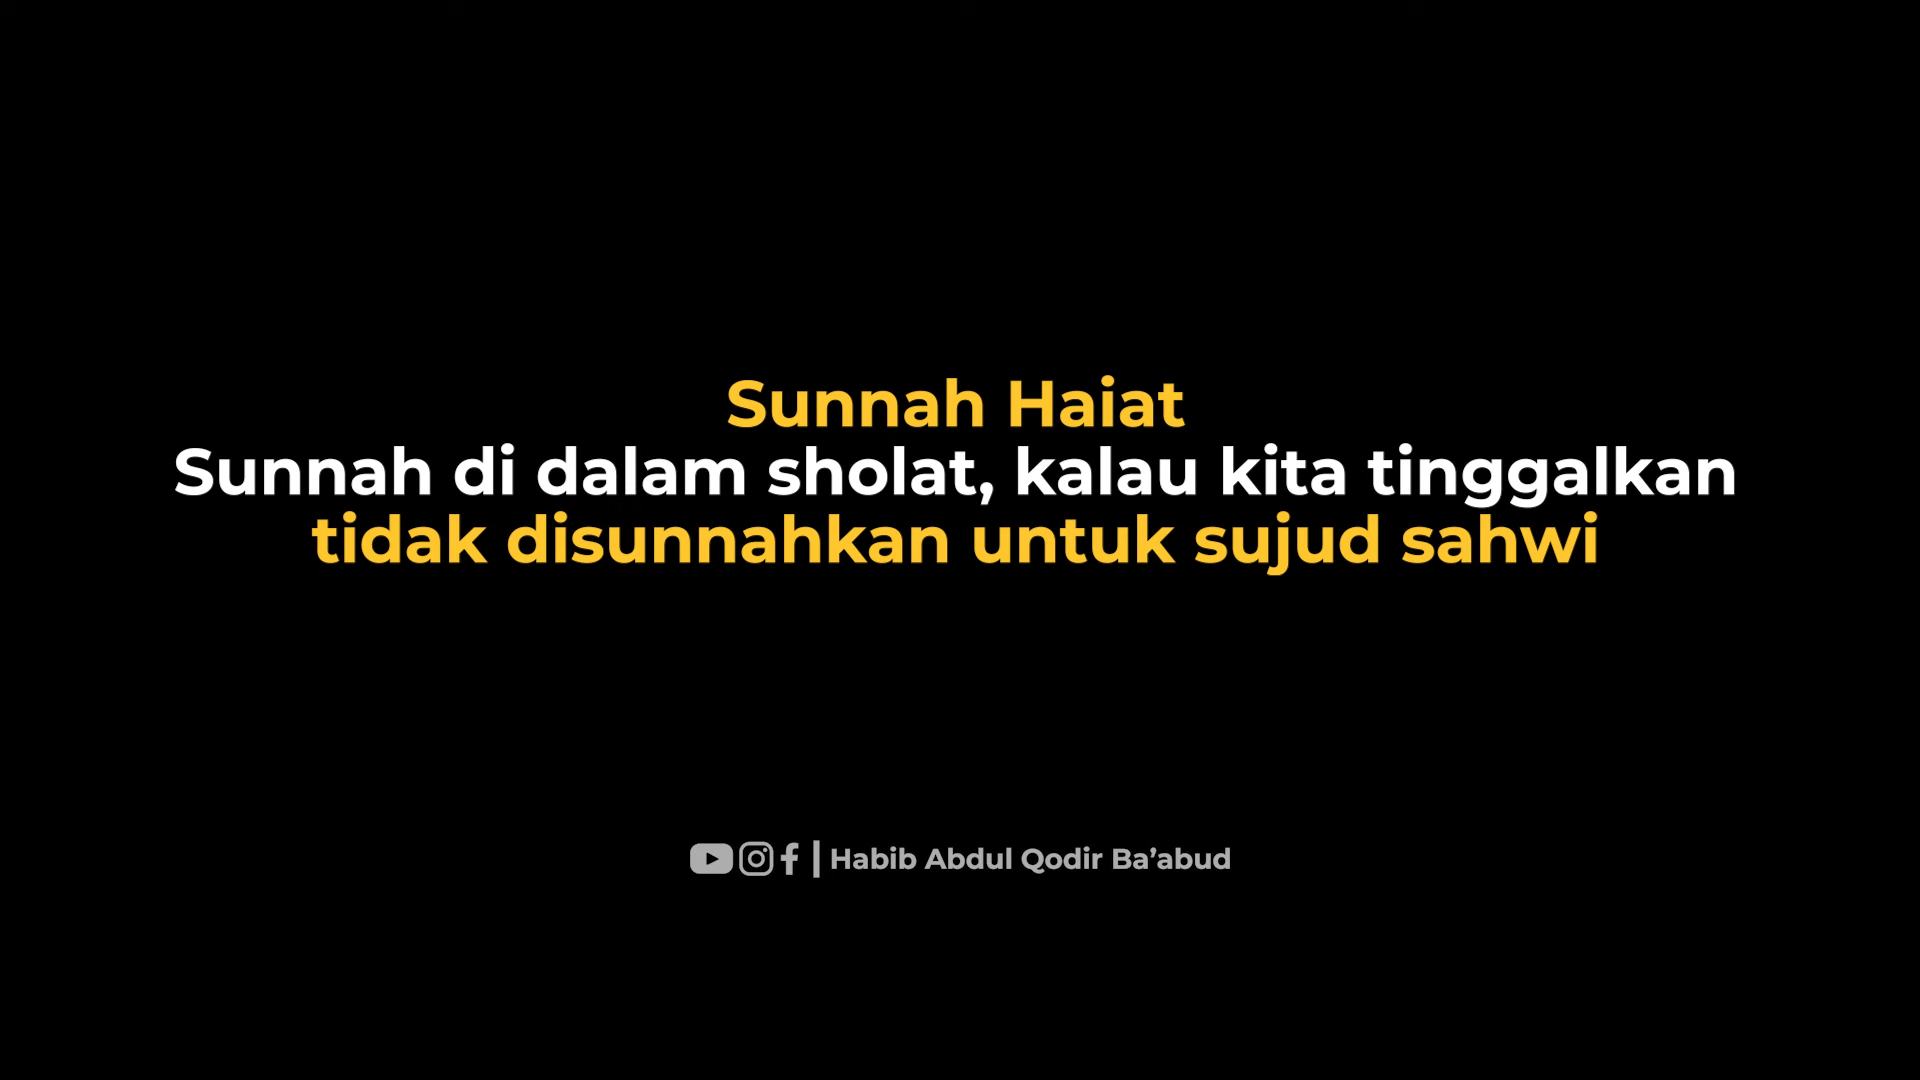 Sunnah Haiat
Sunnah di dalam sholat, kalau kita tinggalkan
tidak disunnahkan untuk sujud sahwi
| Habib Abdul Qodir Ba’abud